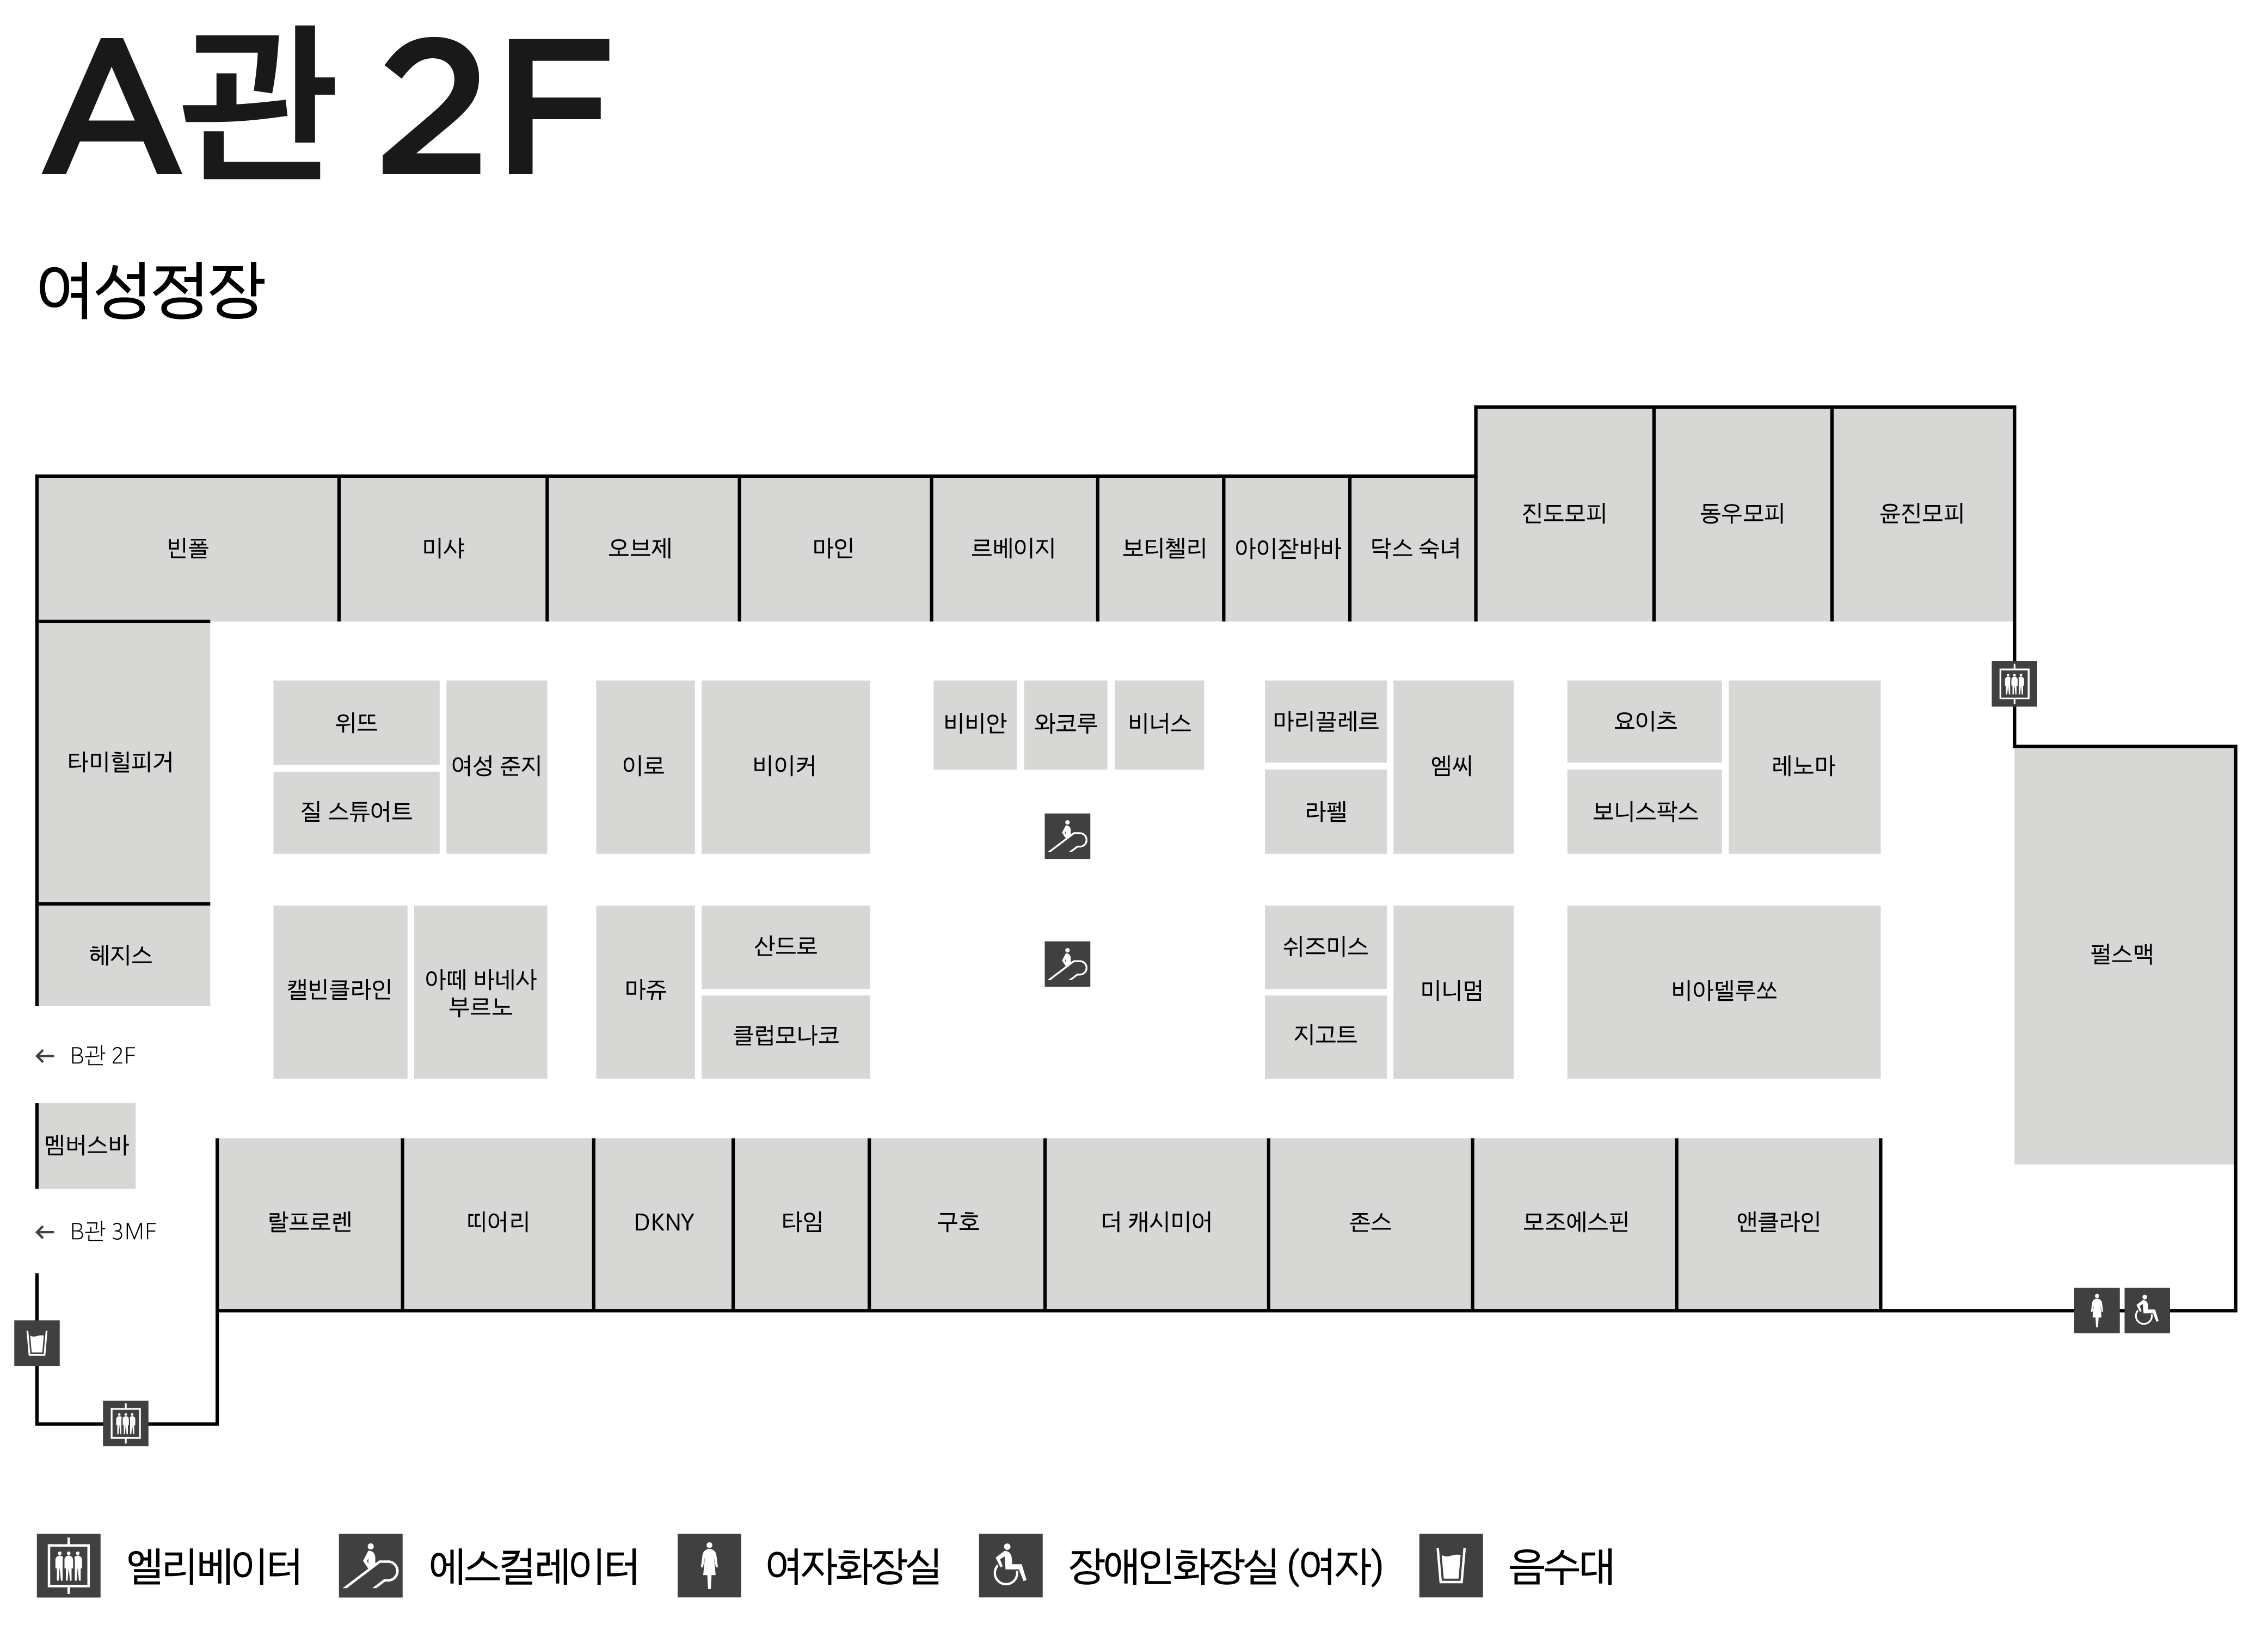 A관 2F
여성정장
진도모피
동우모피
윤진모피
빈폴
미샤
오브제
마인
르베이지
보티첼리
아이잗바바
닥스 숙녀
타미힐피거
위뜨
질 스튜어트
여성 준지
이로
비이커
비비안
와코루
비너스
마리끌레르
라펠
엠씨
요이츠
보니스팍스
레노마
헤지스
캘빈클라인
아떼 바네사
부르노
마쥬
산드로
클럽모나코
쉬즈미스
지고트
미니멈
비아델루쏘
펄스맥
← B관 2F
멤버스바
← B관 3MF
랄프로렌
띠어리
DKNY
타임
구호
더 캐시미어
존스
모조에스핀
앤클라인
엘리베이터
에스컬레이터
여자화장실
장애인화장실 (여자)
음수대